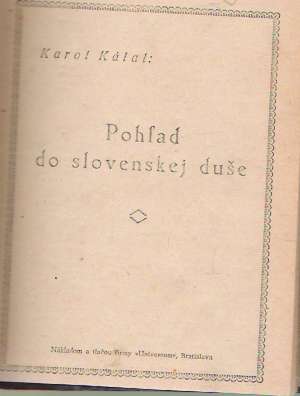 Karol Kálal:
Pohľad
do slovenskej duše
Nákladom a tlačou firmy «Universum», Bratislava